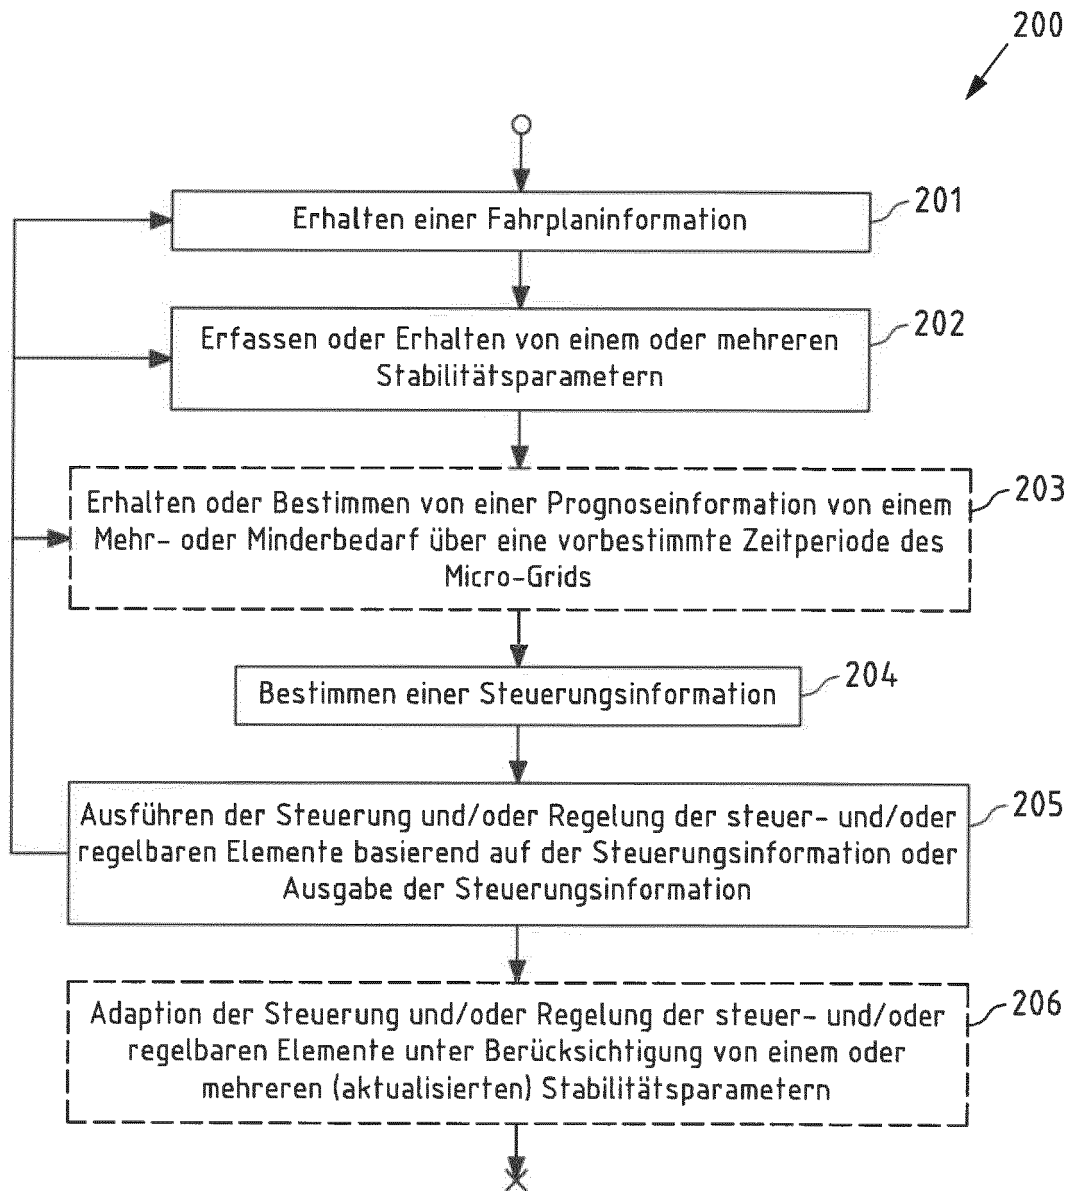 200
Erhalten einer Fahrplaninformation
201
Erfassen oder Erhalten von einem oder mehreren
Stabilitätsparametern
202
Erhalten oder Bestimmen von einer Prognoseinformation von einem
Mehr- oder Minderbedarf über eine vorbestimmte Zeitperiode des
Micro-Grids
203
Bestimmen einer Steuerungsinformation
204
Ausführen der Steuerung und/oder Regelung der steuer- und/oder
regelbaren Elemente basierend auf der Steuerungsinformation oder
Ausgabe der Steuerungsinformation
205
Adaption der Steuerung und/oder Regelung der steuer- und/oder
regelbaren Elemente unter Berücksichtigung von einem oder
mehreren (aktualisierten) Stabilitätsparametern
206